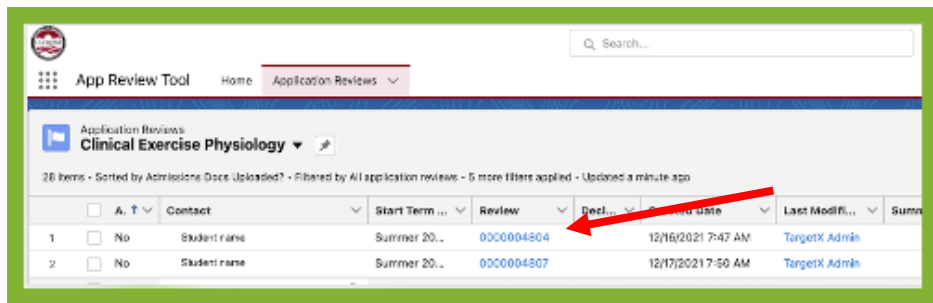 Search...
App Review Tool Home Application Reviews
Application Reviews
Clinical Exercise Physiology
28 items • Sorted by Admissions Docs Uploaded? • Filtered by All application reviews - 5 more filters applied • Updated a minute ago
A. ↑ Contact Start Term ... Review Deci... Date Last Modifi... Summ
1 No Student name Summer 20... 0000004804 12/16/2021 7:47 AM TargetX Admin
2 No Student name Summer 20... 0000004807 12/17/2021 7:50 AM TargetX Admin